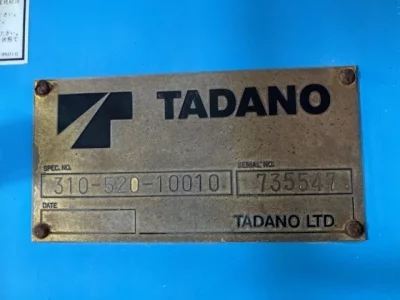 TADANO
SPEC. NO. SERIAL NO.
310-520-10010 735547
DATE
TADANO LTD.